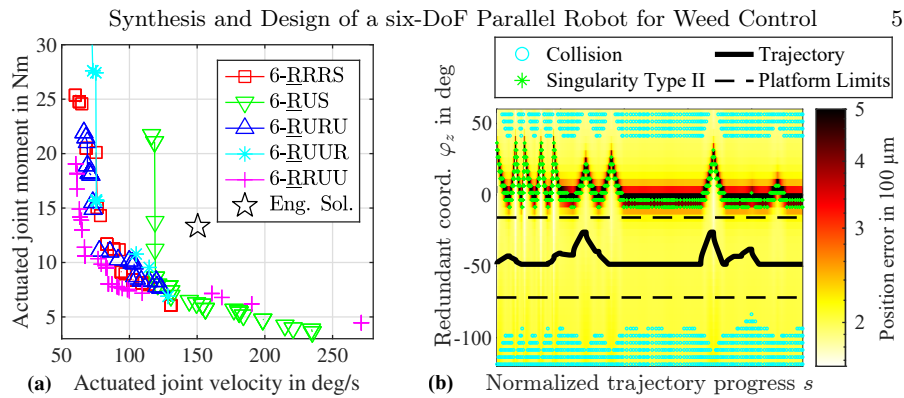 Synthesis and Design of a six-DoF Parallel Robot for Weed Control 5
Actuated joint moment in Nm
30
25
20
15
10
5
6-RRRS
6-RUS
6-RURU
6-RUUR
6-RRUU
Eng. Sol.
50 100 150 200 250
(a) Actuated joint velocity in deg/s
Collision
Singularity Type II
Trajectory
Platform Limits
Redundant coord. φz in deg
50
0
-50
-100
5
4
3
2
Position error in 100 μm
(b) Normalized trajectory progress s